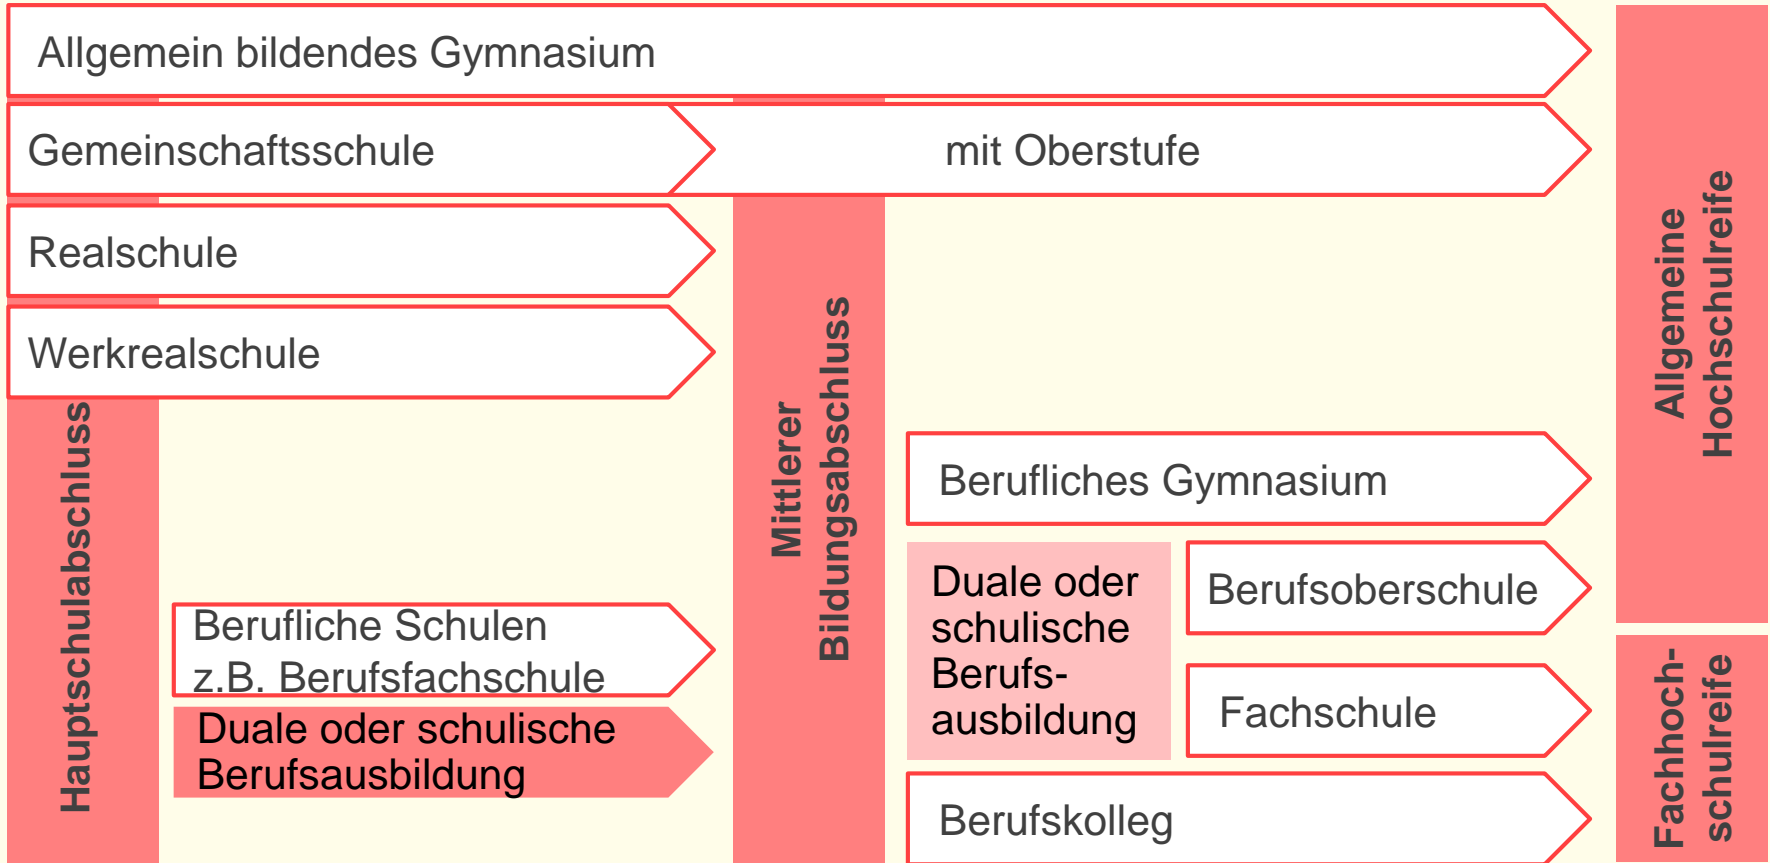 Allgemein bildendes Gymnasium
Gemeinschaftsschule
mit Oberstufe
Realschule
Werkrealschule
Hauptschulabschluss
Berufliche Schulen
z.B. Berufsfachschule
Duale oder schulische
Berufsausbildung
Mittlerer
Bildungsabschluss
Berufliches Gymnasium
Duale oder
schulische
Berufs-
ausbildung
Berufsoberschule
Fachschule
Berufskolleg
Allgemeine
Hochschulreife
Fachhoch-
schulreife